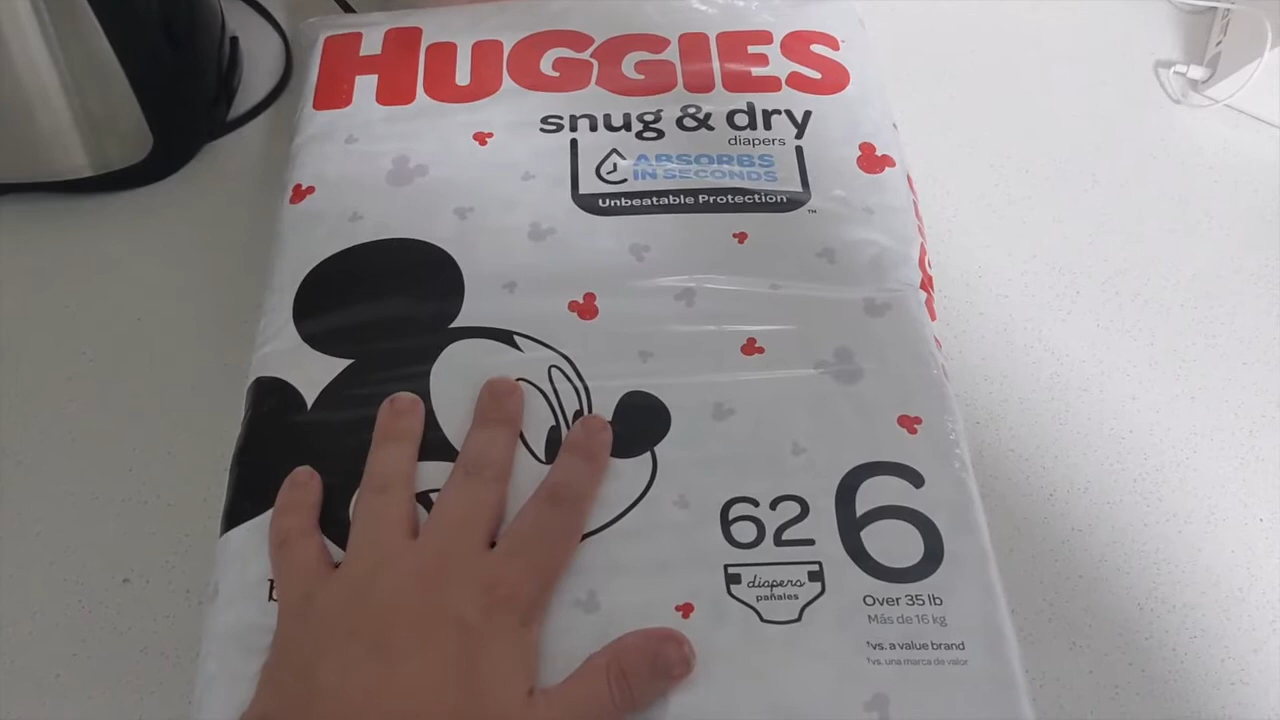 HUGGIES
snug & dry
diapers
ABSORBS
IN SECONDS
Unbeatable Protection
™
62
6
diapers
pañales
Over 35 lb
Más de 16 kg
†vs. a value brand
†vs. una marca de valor